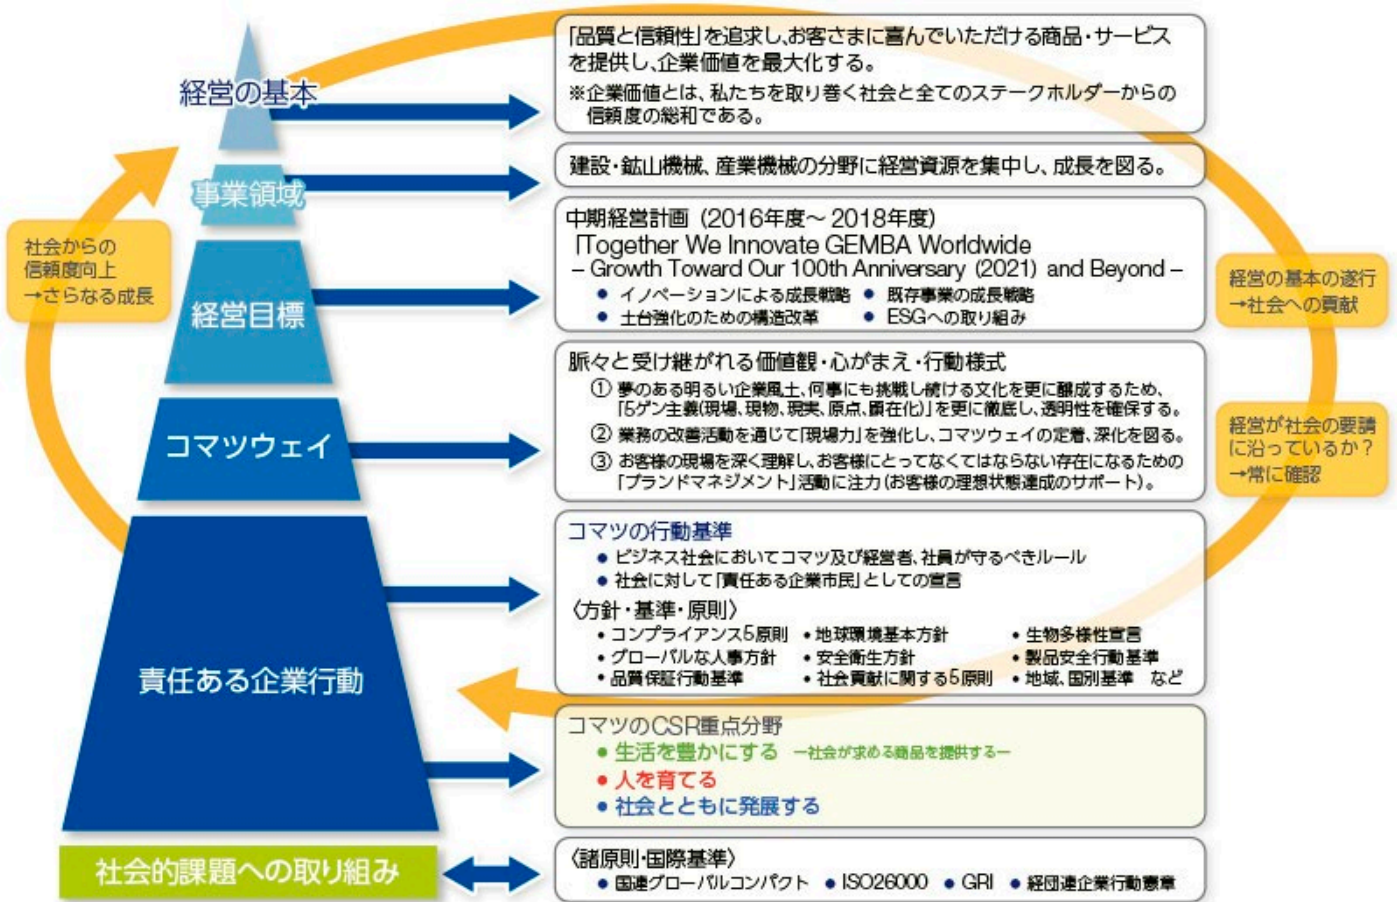 経営の基本
「品質と信頼性」を追求し、お客さまに喜んでいただける商品・サービス
を提供し、企業価値を最大化する。
※企業価値とは、私たちを取り巻く社会と全てのステークホルダーからの
信頼度の総和である。
事業領域
建設・鉱山機械、産業機械の分野に経営資源を集中し、成長を図る。
社会からの
信頼度向上
→さらなる成長
経営目標
中期経営計画 (2016年度～2018年度)
「Together We Innovate GEMBA Worldwide
– Growth Toward Our 100th Anniversary (2021) and Beyond –
● イノベーションによる成長戦略 ● 既存事業の成長戦略
● 土台強化のための構造改革 ● ESGへの取り組み
経営の基本の遂行
→社会への貢献
コマツウェイ
脈々と受け継がれる価値観・心がまえ・行動様式
① 夢のある明るい企業風土、何事にも挑戦し続ける文化を更に醸成するため、
「5ゲン主義(現場、現物、現実、原点、顕在化)」を更に徹底し、透明性を確保する。
② 業務の改善活動を通じて「現場力」を強化し、コマツウェイの定着、深化を図る。
③ お客様の現場を深く理解し、お客様にとってなくてはならない存在になるための
「ブランドマネジメント」活動に注力(お客様の理想状態達成のサポート)。
経営が社会の要請
に沿っているか？
→常に確認
責任ある企業行動
コマツの行動基準
● ビジネス社会においてコマツ及び経営者、社員が守るべきルール
● 社会に対して「責任ある企業市民」としての宣言
〈方針・基準・原則〉
• コンプライアンス5原則 • 地球環境基本方針 • 生物多様性宣言
• グローバルな人事方針 • 安全衛生方針 • 製品安全行動基準
• 品質保証行動基準 • 社会貢献に関する5原則 • 地域、国別基準 など
コマツのCSR重点分野
● 生活を豊かにする ー社会が求める商品を提供するー
● 人を育てる
● 社会とともに発展する
社会的課題への取り組み
〈諸原則・国際基準〉
● 国連グローバルコンパクト ● ISO26000 ● GRI ● 経団連企業行動憲章